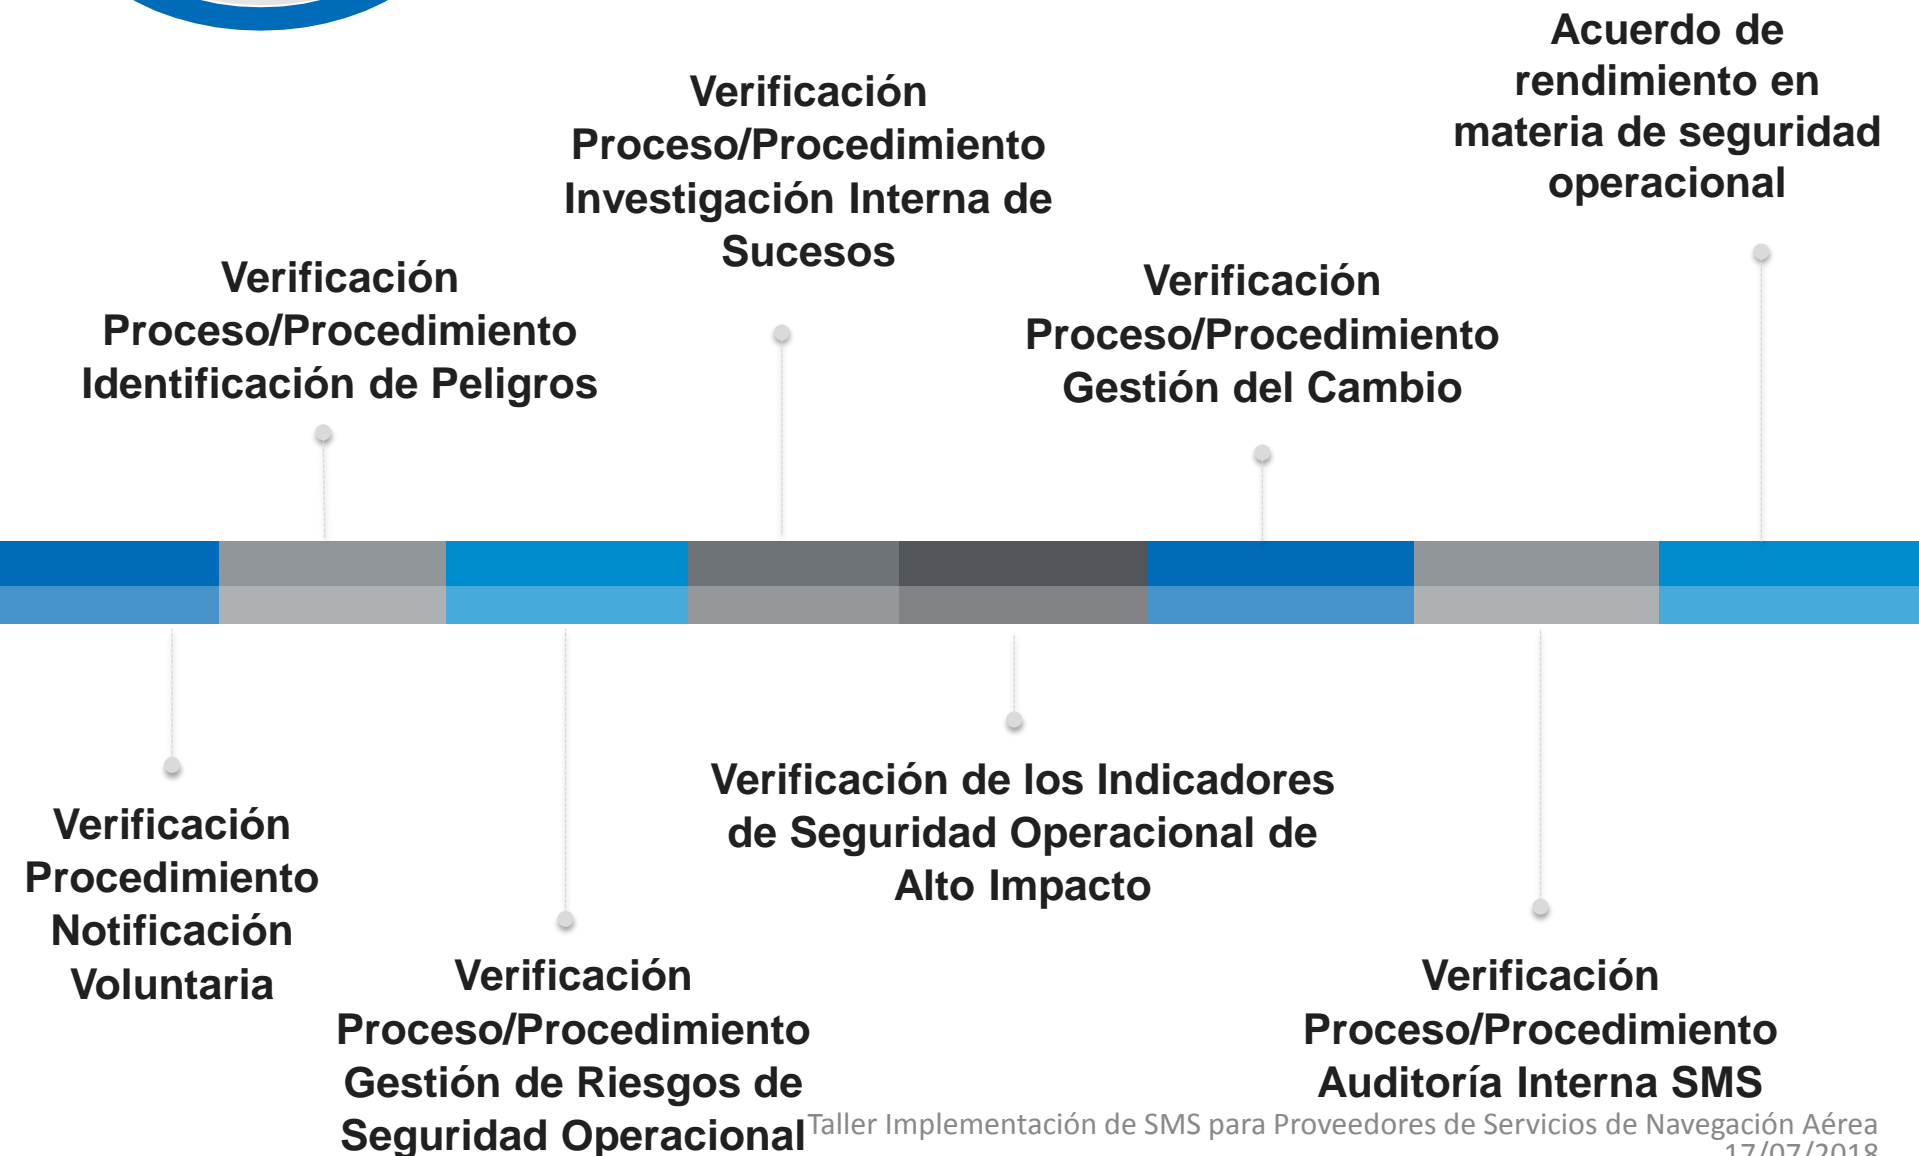 Acuerdo de
rendimiento en
materia de seguridad
operacional
Verificación
Proceso/Procedimiento
Investigación Interna de
Sucesos
Verificación
Proceso/Procedimiento
Identificación de Peligros
Verificación
Proceso/Procedimiento
Gestión del Cambio
Verificación
Procedimiento
Notificación
Voluntaria
Verificación
Proceso/Procedimiento
Gestión de Riesgos de
Seguridad Operacional
Verificación de los Indicadores
de Seguridad Operacional de
Alto Impacto
Verificación
Proceso/Procedimiento
Auditoría Interna SMS
Taller Implementación de SMS para Proveedores de Servicios de Navegación Aérea
17/07/2018